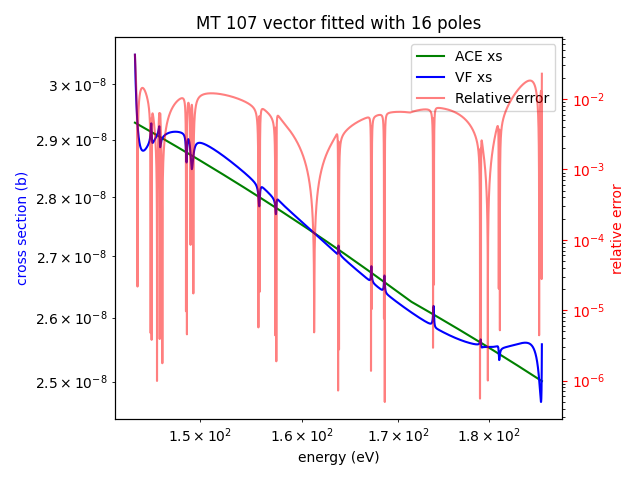 MT 107 vector fitted with 16 poles
ACE xs
VF xs
Relative error
3 × 10⁻⁸
2.9 × 10⁻⁸
2.8 × 10⁻⁸
2.7 × 10⁻⁸
2.6 × 10⁻⁸
2.5 × 10⁻⁸
cross section (b)
10⁻²
10⁻³
10⁻⁴
10⁻⁵
10⁻⁶
relative error
1.5 × 10² 1.6 × 10² 1.7 × 10² 1.8 × 10²
energy (eV)